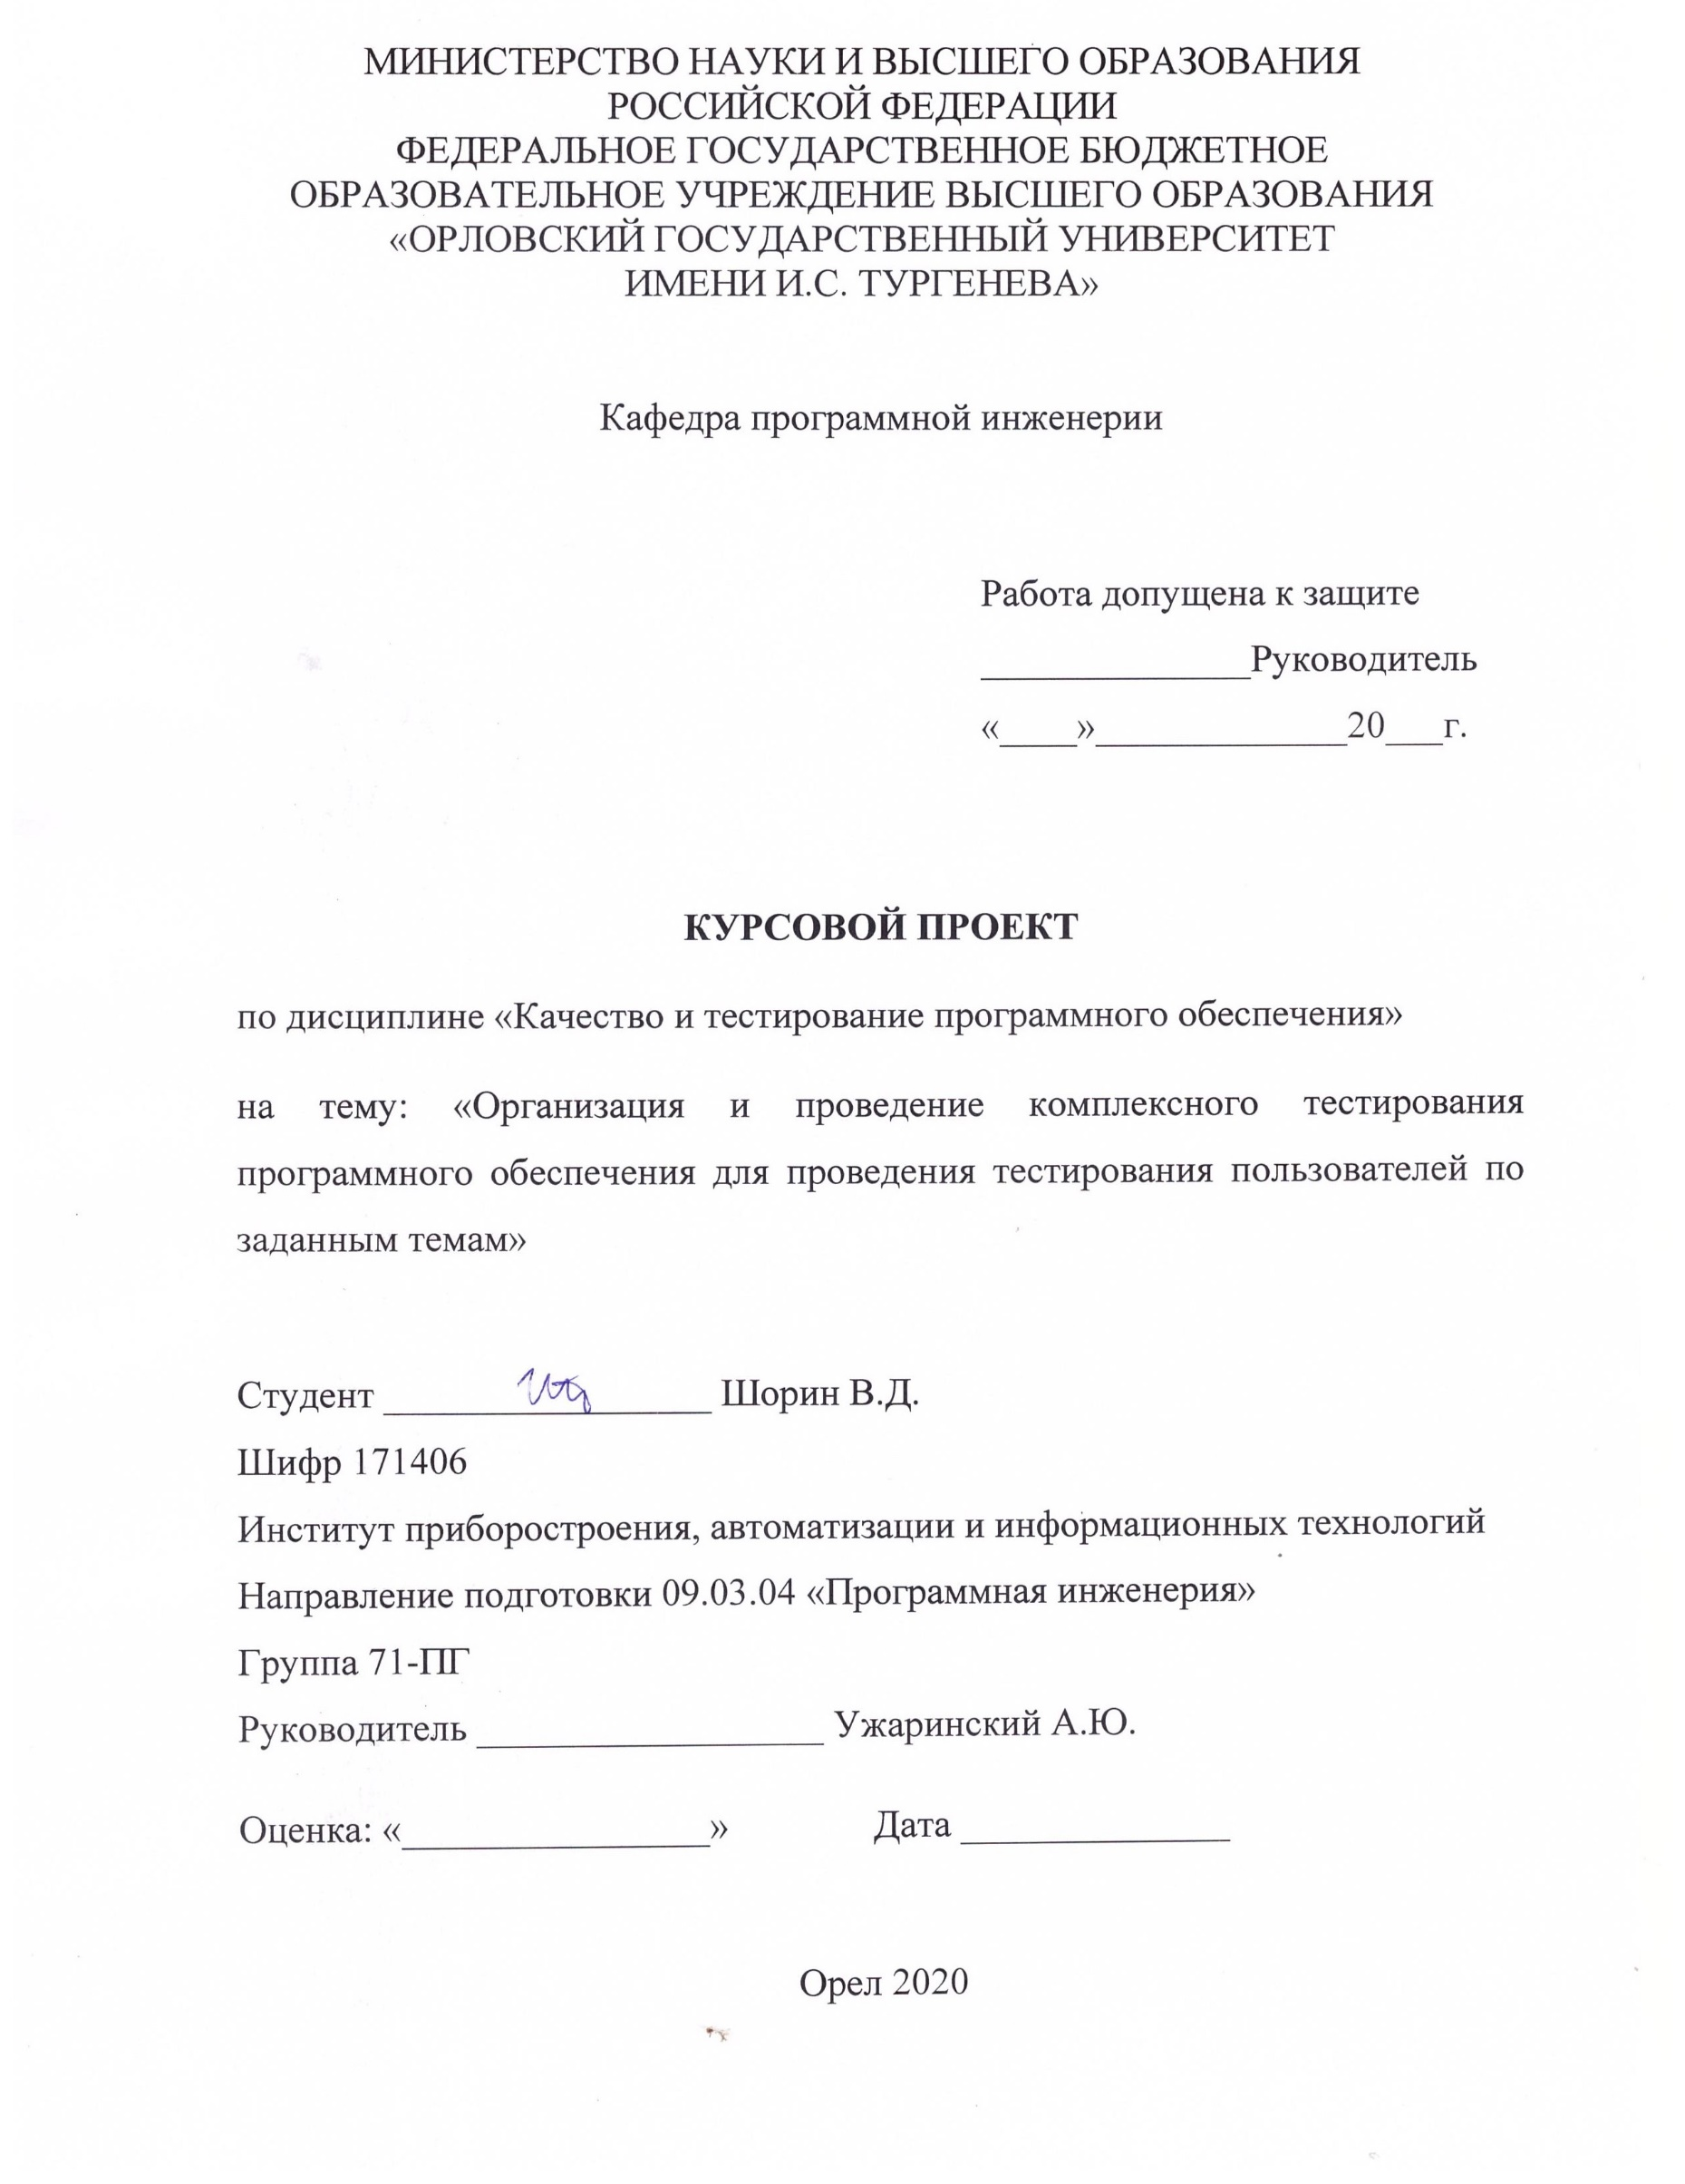 МИНИСТЕРСТВО НАУКИ И ВЫСШЕГО ОБРАЗОВАНИЯ
РОССИЙСКОЙ ФЕДЕРАЦИИ
ФЕДЕРАЛЬНОЕ ГОСУДАРСТВЕННОЕ БЮДЖЕТНОЕ
ОБРАЗОВАТЕЛЬНОЕ УЧРЕЖДЕНИЕ ВЫСШЕГО ОБРАЗОВАНИЯ
«ОРЛОВСКИЙ ГОСУДАРСТВЕННЫЙ УНИВЕРСИТЕТ
ИМЕНИ И.С. ТУРГЕНЕВА»
Кафедра программной инженерии
Работа допущена к защите
______________Руководитель
«____»_____________20___г.
КУРСОВОЙ ПРОЕКТ
по дисциплине «Качество и тестирование программного обеспечения»
на тему: «Организация и проведение комплексного тестирования
программного обеспечения для проведения тестирования пользователей по
заданным темам»
Студент _________________ Шорин В.Д.
Шифр 171406
Институт приборостроения, автоматизации и информационных технологий
Направление подготовки 09.03.04 «Программная инженерия»
Группа 71-ПГ
Руководитель __________________ Ужаринский А.Ю.
Оценка: «________________» Дата ______________
Орел 2020